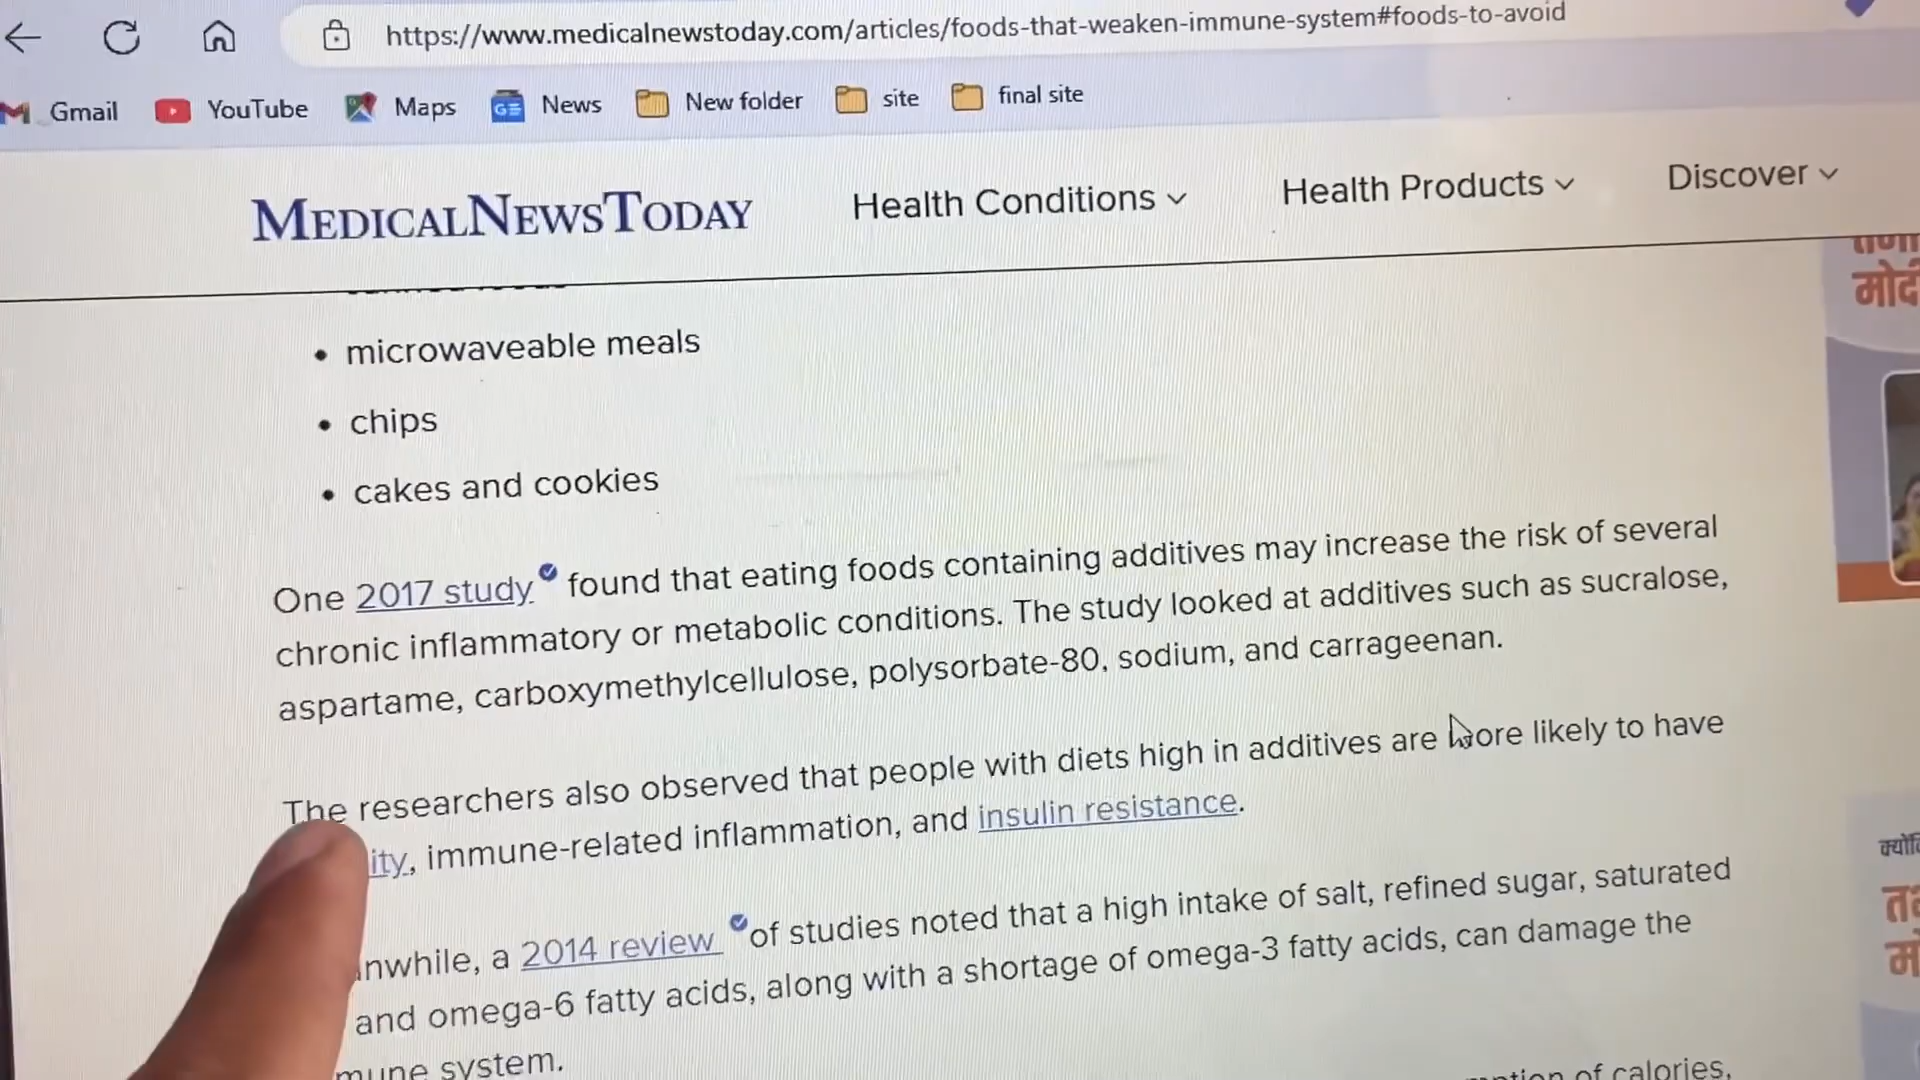 https://www.medicalnewstoday.com/articles/foods-that-weaken-immune-system#foods-to-avoid
Gmail YouTube Maps News New folder site final site
MEDICALNEWSTODAY Health Conditions Health Products Discover
मोदी
• microwaveable meals
• chips
• cakes and cookies
One 2017 study found that eating foods containing additives may increase the risk of several
chronic inflammatory or metabolic conditions. The study looked at additives such as sucralose,
aspartame, carboxymethylcellulose, polysorbate-80, sodium, and carrageenan.
The researchers also observed that people with diets high in additives are more likely to have
ity, immune-related inflammation, and insulin resistance.
nwhile, a 2014 review of studies noted that a high intake of salt, refined sugar, saturated
and omega-6 fatty acids, along with a shortage of omega-3 fatty acids, can damage the
mune system.
of calories,